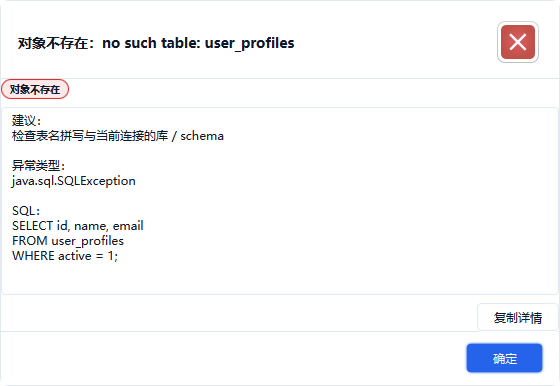 对象不存在：no such table: user_profiles
对象不存在
建议：
检查表名拼写与当前连接的库 / schema
异常类型：
java.sql.SQLException
SQL：
SELECT id, name, email
FROM user_profiles
WHERE active = 1;
复制详情
确定